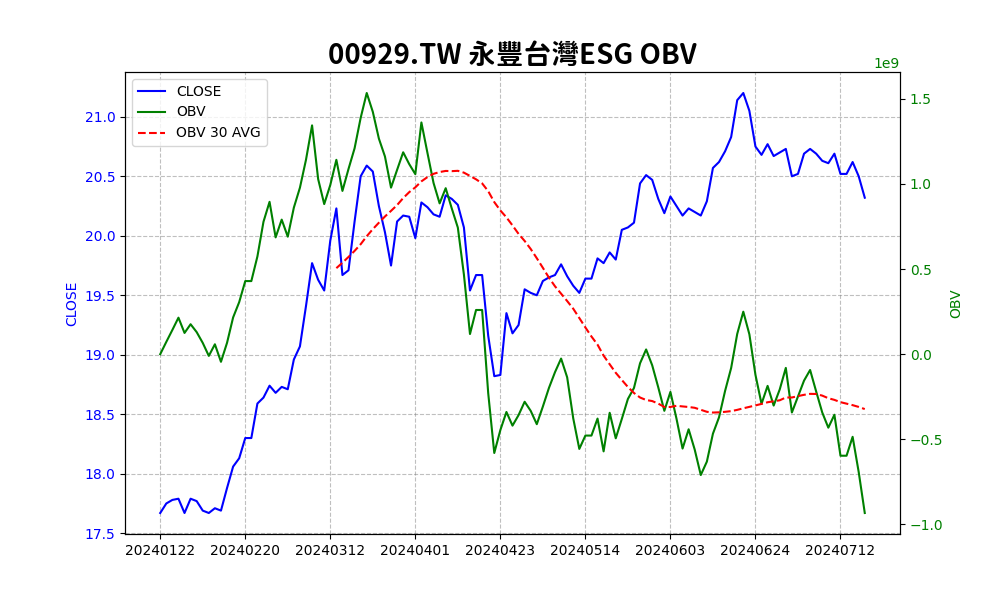 00929.TW 永豐台灣ESG OBV
1e9
CLOSE
OBV
OBV 30 AVG
21.0
20.5
20.0
19.5
19.0
18.5
18.0
17.5
CLOSE
1.5
1.0
0.5
0.0
−0.5
−1.0
OBV
20240122 20240220 20240312 20240401 20240423 20240514 20240603 20240624 20240712